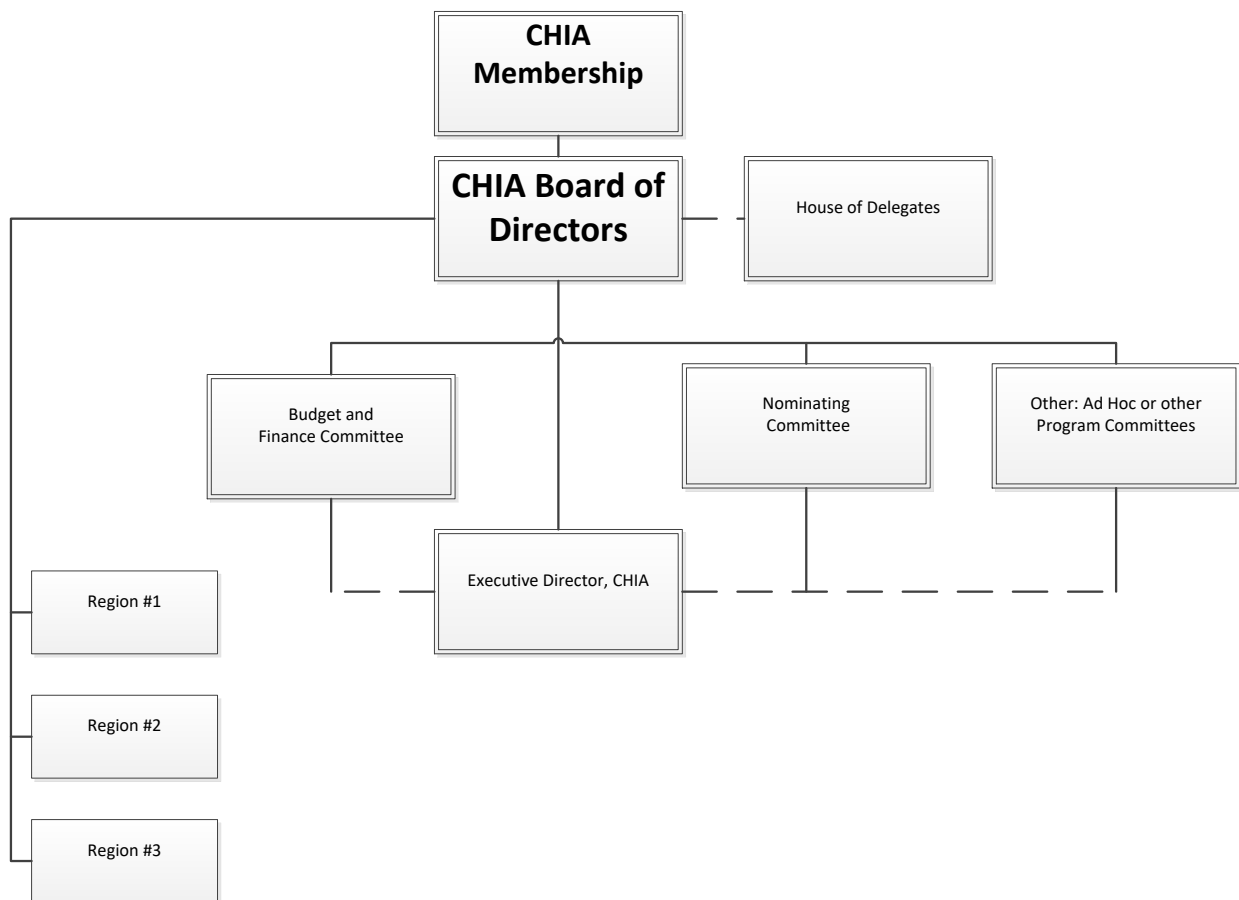 CHIA
Membership
CHIA Board of
Directors
House of Delegates
Budget and
Finance Committee
Nominating
Committee
Other: Ad Hoc or other
Program Committees
Executive Director, CHIA
Region #1
Region #2
Region #3